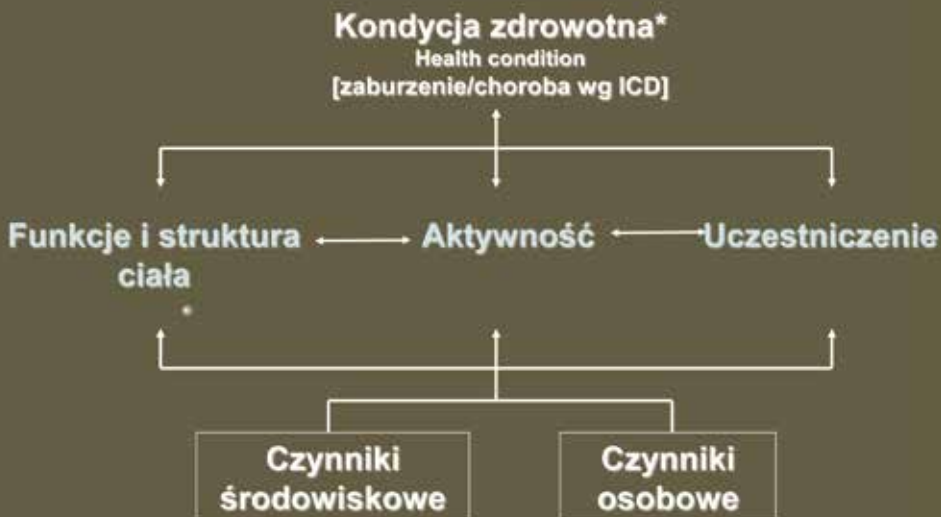 Kondycja zdrowotna*
Health condition
[zaburzenie/choroba wg ICD]
Funkcje i struktura
ciała
Aktywność
Uczestniczenie
Czynniki
środowiskowe
Czynniki
osobowe